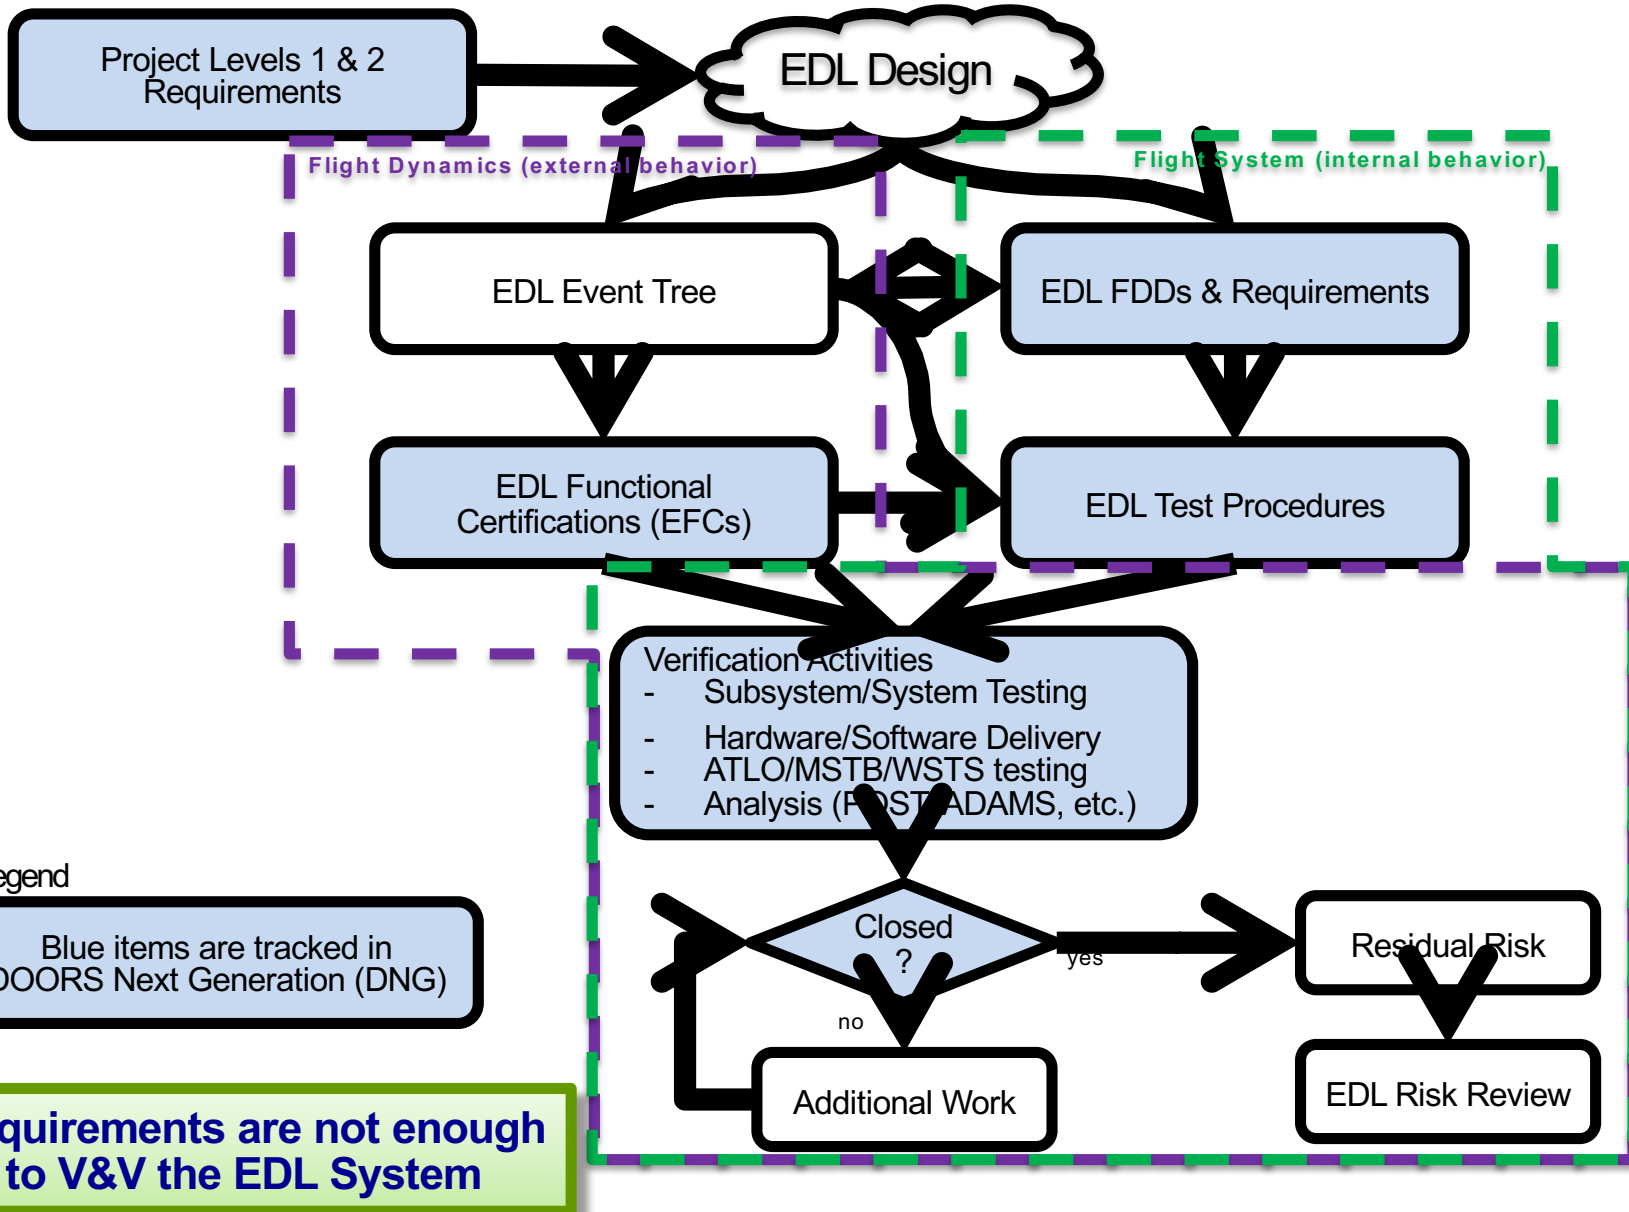 Project Levels 1 & 2
Requirements
EDL Design
Flight Dynamics (external behavior)
Flight System (internal behavior)
EDL Event Tree
EDL FDDs & Requirements
EDL Functional
Certifications (EFCs)
EDL Test Procedures
Verification Activities
- Subsystem/System Testing
- Hardware/Software Delivery
- ATLO/MSTB/WSTS testing
- Analysis (POST/ADAMS, etc.)
egend
Blue items are tracked in
DOORS Next Generation (DNG)
Closed
?
yes
no
Residual Risk
Additional Work
EDL Risk Review
quirements are not enough
to V&V the EDL System